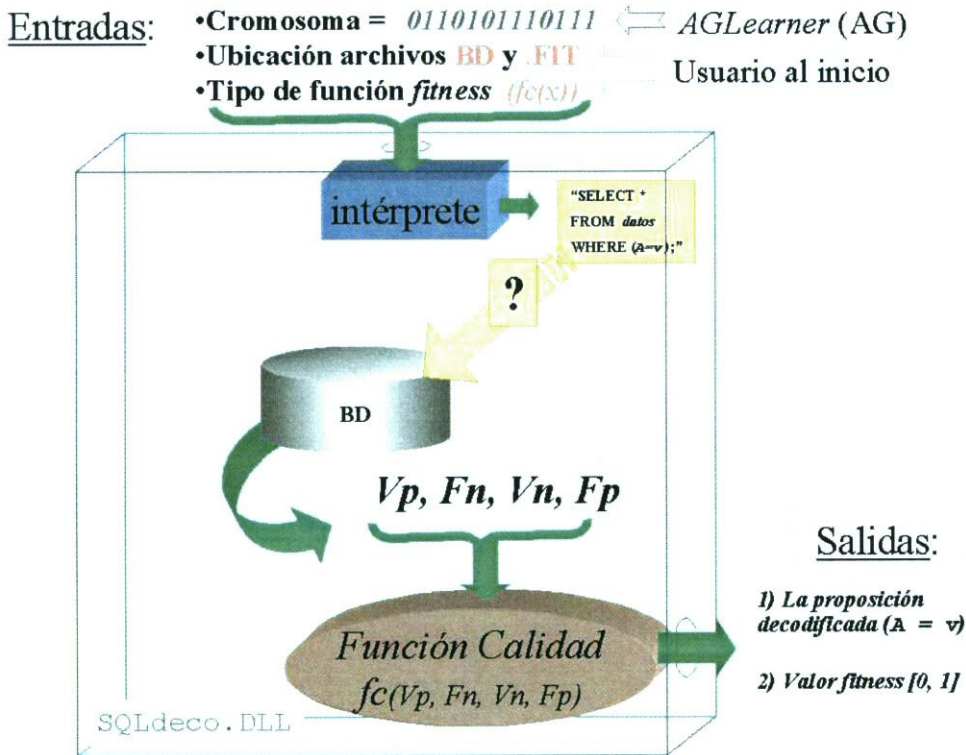 Entradas:
•Cromosoma = 0110101110111
AGLearner (AG)
•Ubicación archivos BD y .FIT
Usuario al inicio
•Tipo de función fitness (fc(x))
intérprete
"SELECT *
FROM datos
WHERE (A=v);"
?
BD
Vp, Fn, Vn, Fp
Salidas:
1) La proposición
decodificada (A = v)
Función Calidad
fc(Vp, Fn, Vn, Fp)
2) Valor fitness [0, 1]
SQLdeco.DLL